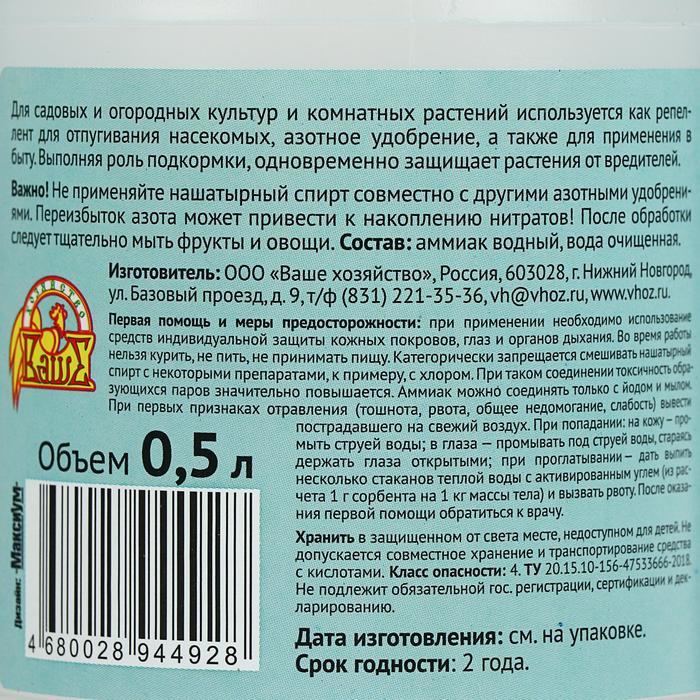 Для садовых и огородных культур и комнатных растений используется как репел-
лент для отпугивания насекомых, азотное удобрение, а также для применения в
быту. Выполняя роль подкормки, одновременно защищает растения от вредителей.
Важно! Не применяйте нашатырный спирт совместно с другими азотными удобрени-
ями. Переизбыток азота может привести к накоплению нитратов! После обработки
следует тщательно мыть фрукты и овощи. Состав: аммиак водный, вода очищенная.
Изготовитель: ООО «Ваше хозяйство», Россия, 603028, г. Нижний Новгород,
ул. Базовый проезд, д. 9, т/ф (831) 221-35-36, vh@vhoz.ru, www.vhoz.ru.
ХОЗЯЙСТВО
ВАШЕ
Первая помощь и меры предосторожности: при применении необходимо использование
средств индивидуальной защиты кожных покровов, глаз и органов дыхания. Во время работы
нельзя курить, не пить, не принимать пищу. Категорически запрещается смешивать нашатырный
спирт с некоторыми препаратами, к примеру, с хлором. При таком соединении токсичность обра-
зующихся паров значительно повышается. Аммиак можно соединять только с йодом и мылом.
При первых признаках отравления (тошнота, рвота, общее недомогание, слабость) вывести
пострадавшего на свежий воздух. При попадании: на кожу – про-
мыть струей воды; в глаза — промывать под струей воды, стараясь
держать глаза открытыми; при проглатывании – дать выпить
несколько стаканов теплой воды с активированным углем (из рас-
чета 1 г сорбента на 1 кг массы тела) и вызвать рвоту. После оказа-
ния первой помощи обратиться к врачу.
Объем 0,5 л
Дизайн: Максиум
4 680028 944928
Хранить в защищенном от света месте, недоступном для детей. Не
допускается совместное хранение и транспортирование средства
с кислотами. Класс опасности: 4. ТУ 20.15.10-156-47533666-2018.
Не подлежит обязательной гос. регистрации, сертификации и дек-
ларированию.
Дата изготовления: см. на упаковке.
Срок годности: 2 года.